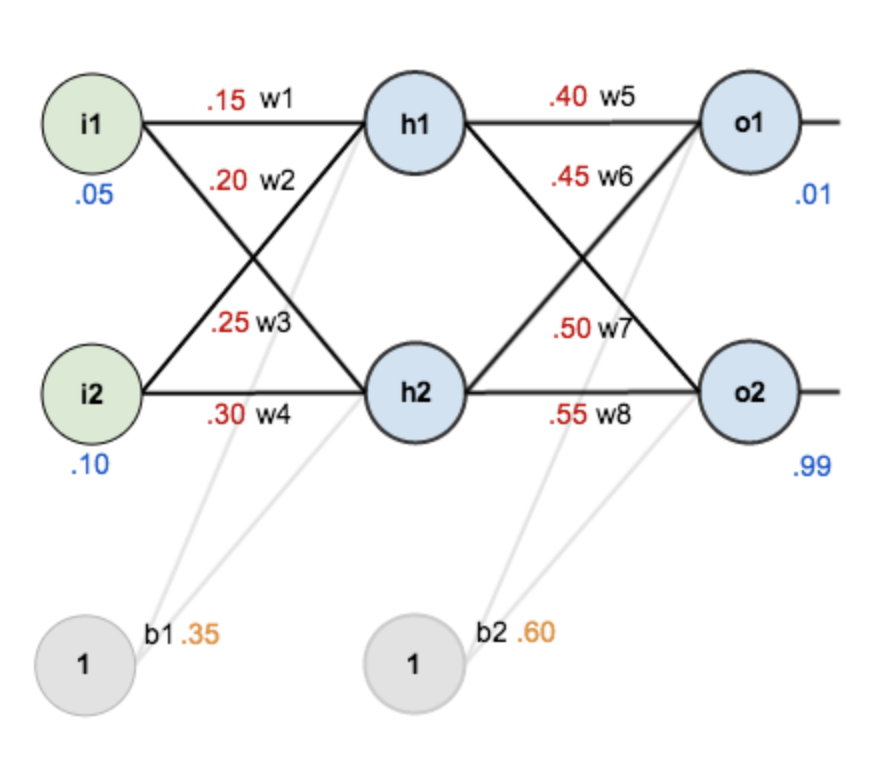 .15 w1
.40 w5
i1
h1
o1
.20 w2
.45 w6
.05
.01
.25 w3
.50 w7
i2
h2
o2
.30 w4
.55 w8
.10
.99
b1 .35
b2 .60
1
1